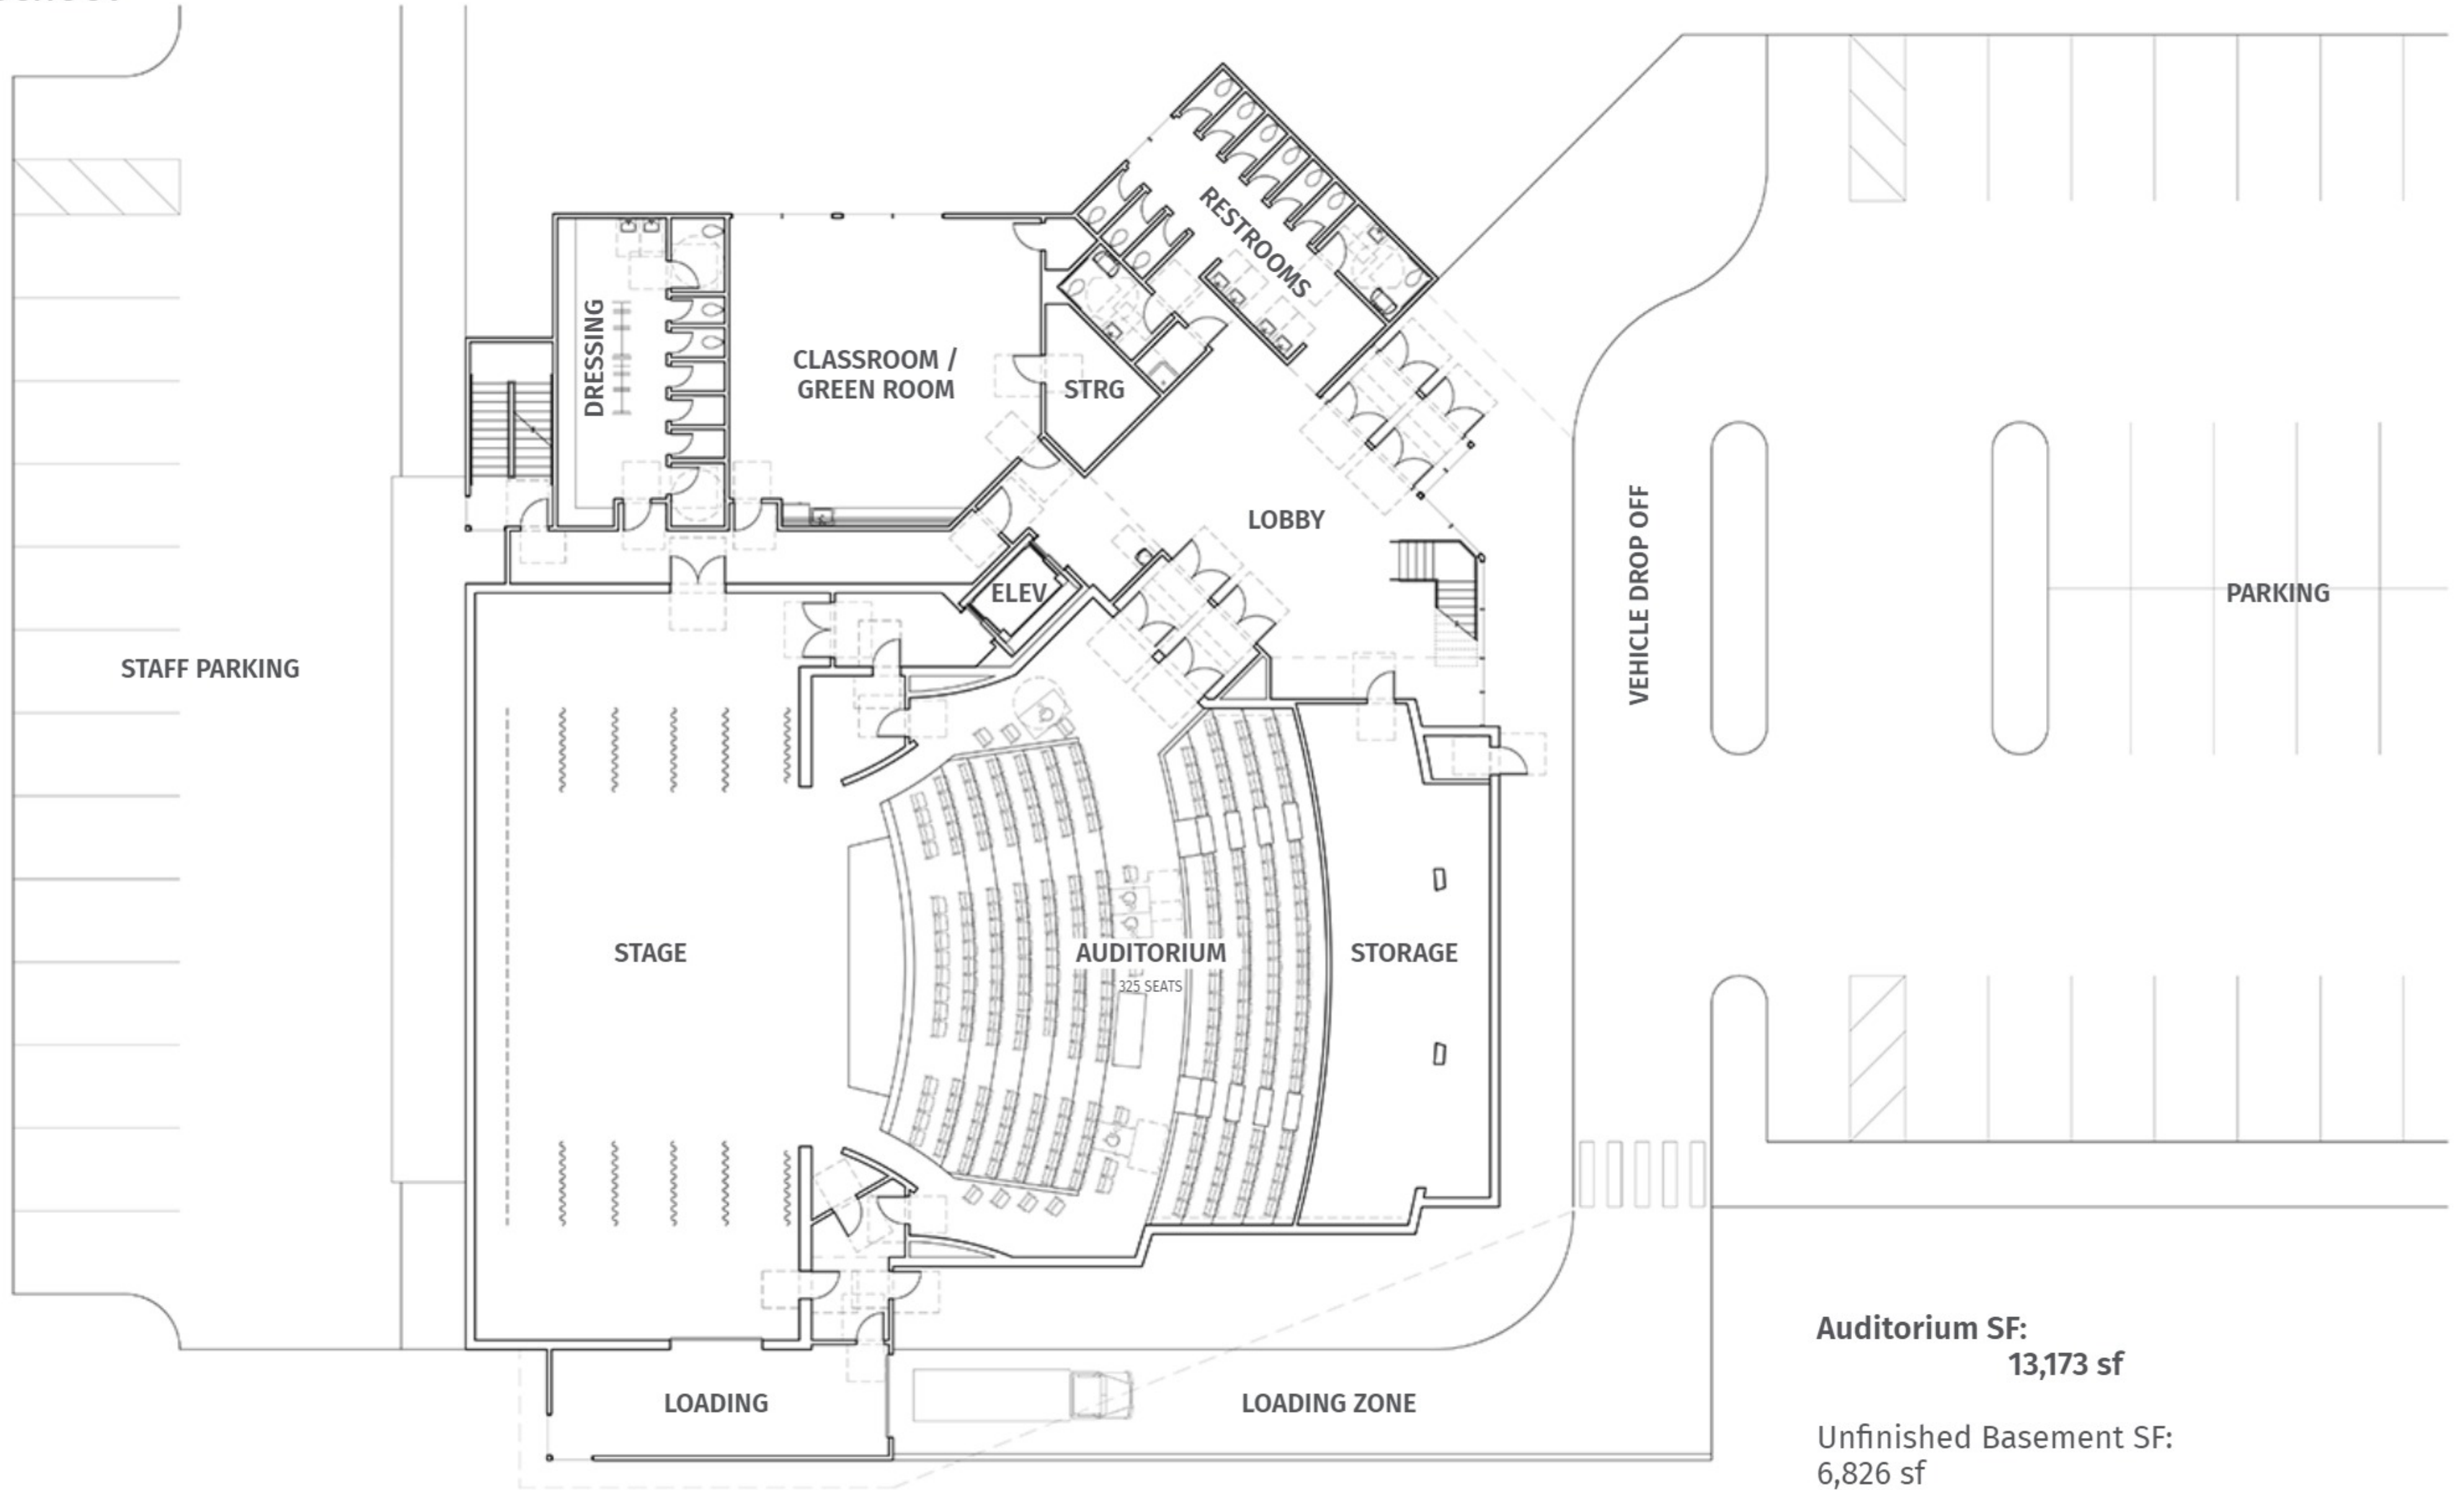 RESTROOMS
DRESSING
CLASSROOM /
GREEN ROOM
STRG
LOBBY
ELEV
VEHICLE DROP OFF
PARKING
STAFF PARKING
STAGE
AUDITORIUM
325 SEATS
STORAGE
LOADING
LOADING ZONE
Auditorium SF:
13,173 sf
Unfinished Basement SF:
6,826 sf